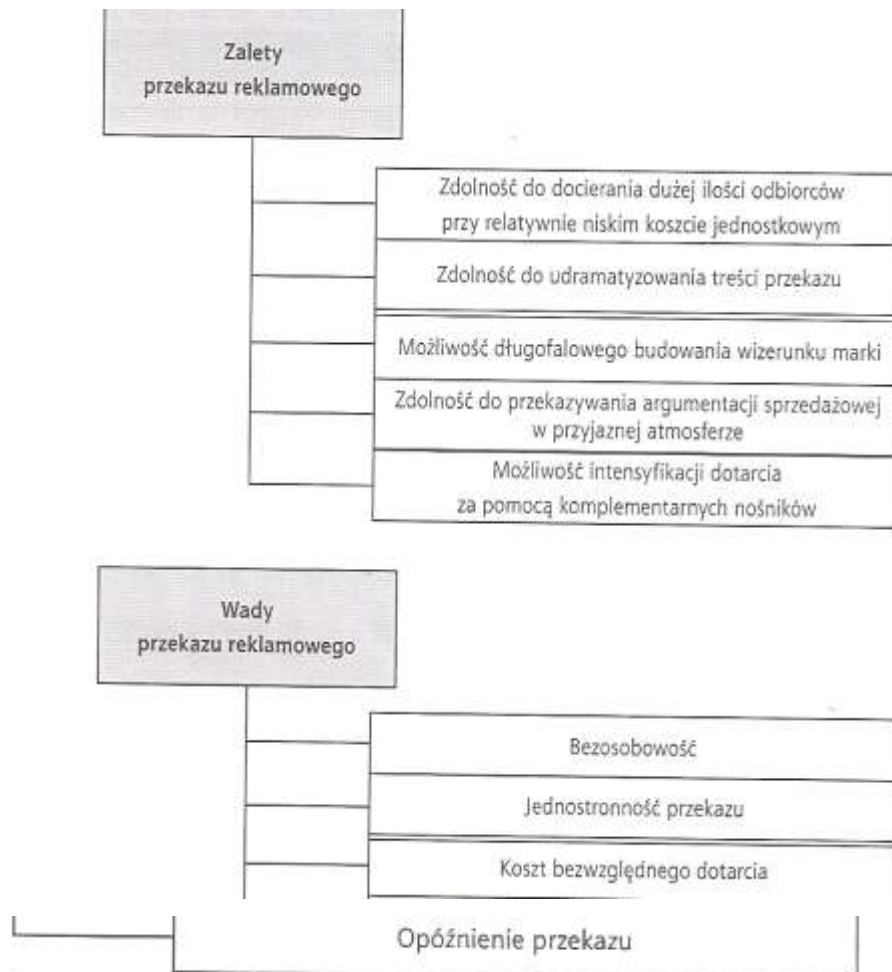 Zalety
przekazu reklamowego
Zdolność do docierania dużej ilości odbiorców
przy relatywnie niskim koszcie jednostkowym
Zdolność do udramatyzowania treści przekazu
Możliwość długofalowego budowania wizerunku marki
Zdolność do przekazywania argumentacji sprzedażowej
w przyjaznej atmosferze
Możliwość intensyfikacji dotarcia
za pomocą komplementarnych nośników
Wady
przekazu reklamowego
Bezosobowość
Jednostronność przekazu
Koszt bezwzględnego dotarcia
Opóźnienie przekazu